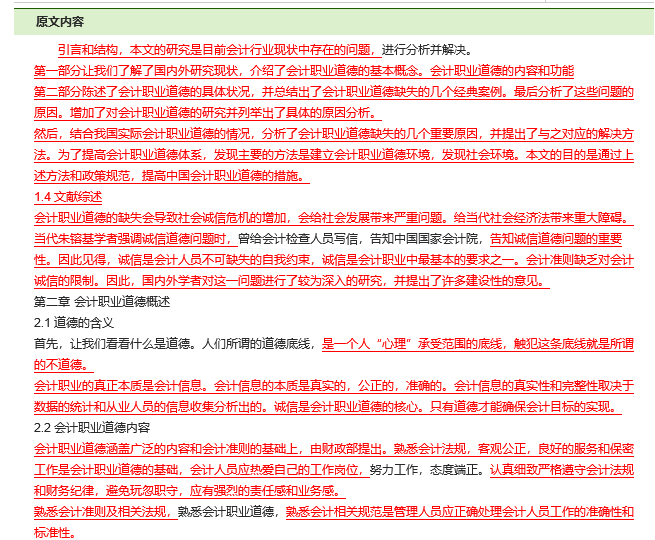 原文内容
引言和结构，本文的研究是目前会计行业现状中存在的问题，进行分析并解决。
第一部分让我们了解了国内外研究现状，介绍了会计职业道德的基本概念。会计职业道德的内容和功能
第二部分陈述了会计职业道德的具体状况，并总结出了会计职业道德缺失的几个经典案例。最后分析了这些问题的
原因。增加了对会计职业道德的研究并列举出了具体的原因分析。
然后，结合我国实际会计职业道德的情况，分析了会计职业道德缺失的几个重要原因，并提出了与之对应的解决方
法。为了提高会计职业道德体系，发现主要的方法是建立会计职业道德环境，发现社会环境。本文的目的是通过上
述方法和政策规范，提高中国会计职业道德的措施。
1.4 文献综述
会计职业道德的缺失会导致社会诚信危机的增加，会给社会发展带来严重问题。给当代社会经济法带来重大障碍。
当代朱镕基学者强调诚信道德问题时，曾给会计检查人员写信，告知中国国家会计院，告知诚信道德问题的重要
性。因此见得，诚信是会计人员不可缺失的自我约束，诚信是会计职业中最基本的要求之一。会计准则缺乏对会计
诚信的限制。因此，国内外学者对这一问题进行了较为深入的研究，并提出了许多建设性的意见。
第二章 会计职业道德概述
2.1 道德的含义
首先，让我们看看什么是道德。人们所谓的道德底线，是一个人“心理”承受范围的底线，触犯这条底线就是所谓
的不道德。
会计职业的真正本质是会计信息。会计信息的本质是真实的，公正的，准确的。会计信息的真实性和完整性取决于
数据的统计和从业人员的信息收集分析出的。诚信是会计职业道德的核心。只有道德才能确保会计目标的实现。
2.2 会计职业道德内容
会计职业道德涵盖广泛的内容和会计准则的基础上，由财政部提出。熟悉会计法规，客观公正，良好的服务和保密
工作是会计职业道德的基础，会计人员应热爱自己的工作岗位，努力工作，态度端正。认真细致严格遵守会计法规
和财务纪律，避免玩忽职守，应有强烈的责任感和业务感。
熟悉会计准则及相关法规，熟悉会计职业道德，熟悉会计相关规范是管理人员应正确处理会计人员工作的准确性和
标准性。